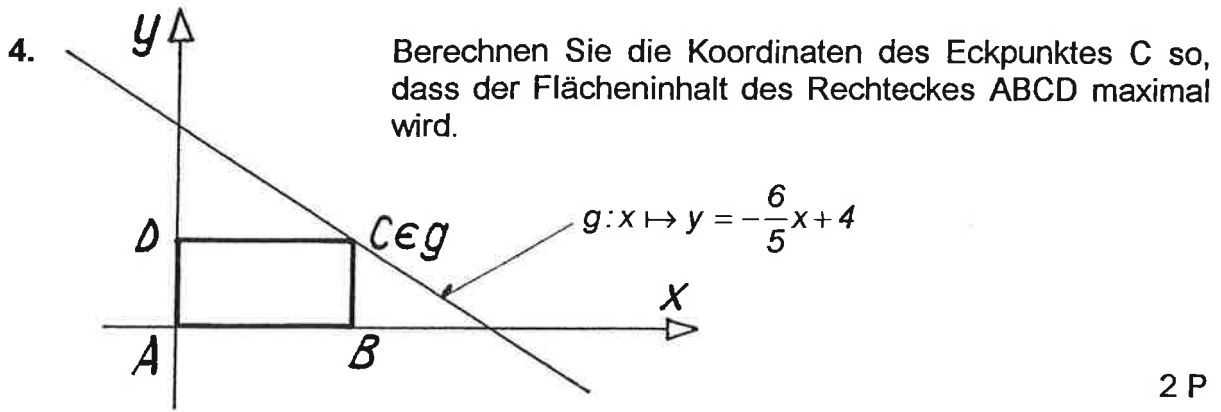 4.
Berechnen Sie die Koordinaten des Eckpunktes C so,
dass der Flächeninhalt des Rechteckes ABCD maximal
wird.
y
g: x ↦ y = -6/5 x + 4
D
C∈g
x
A
B
2 P